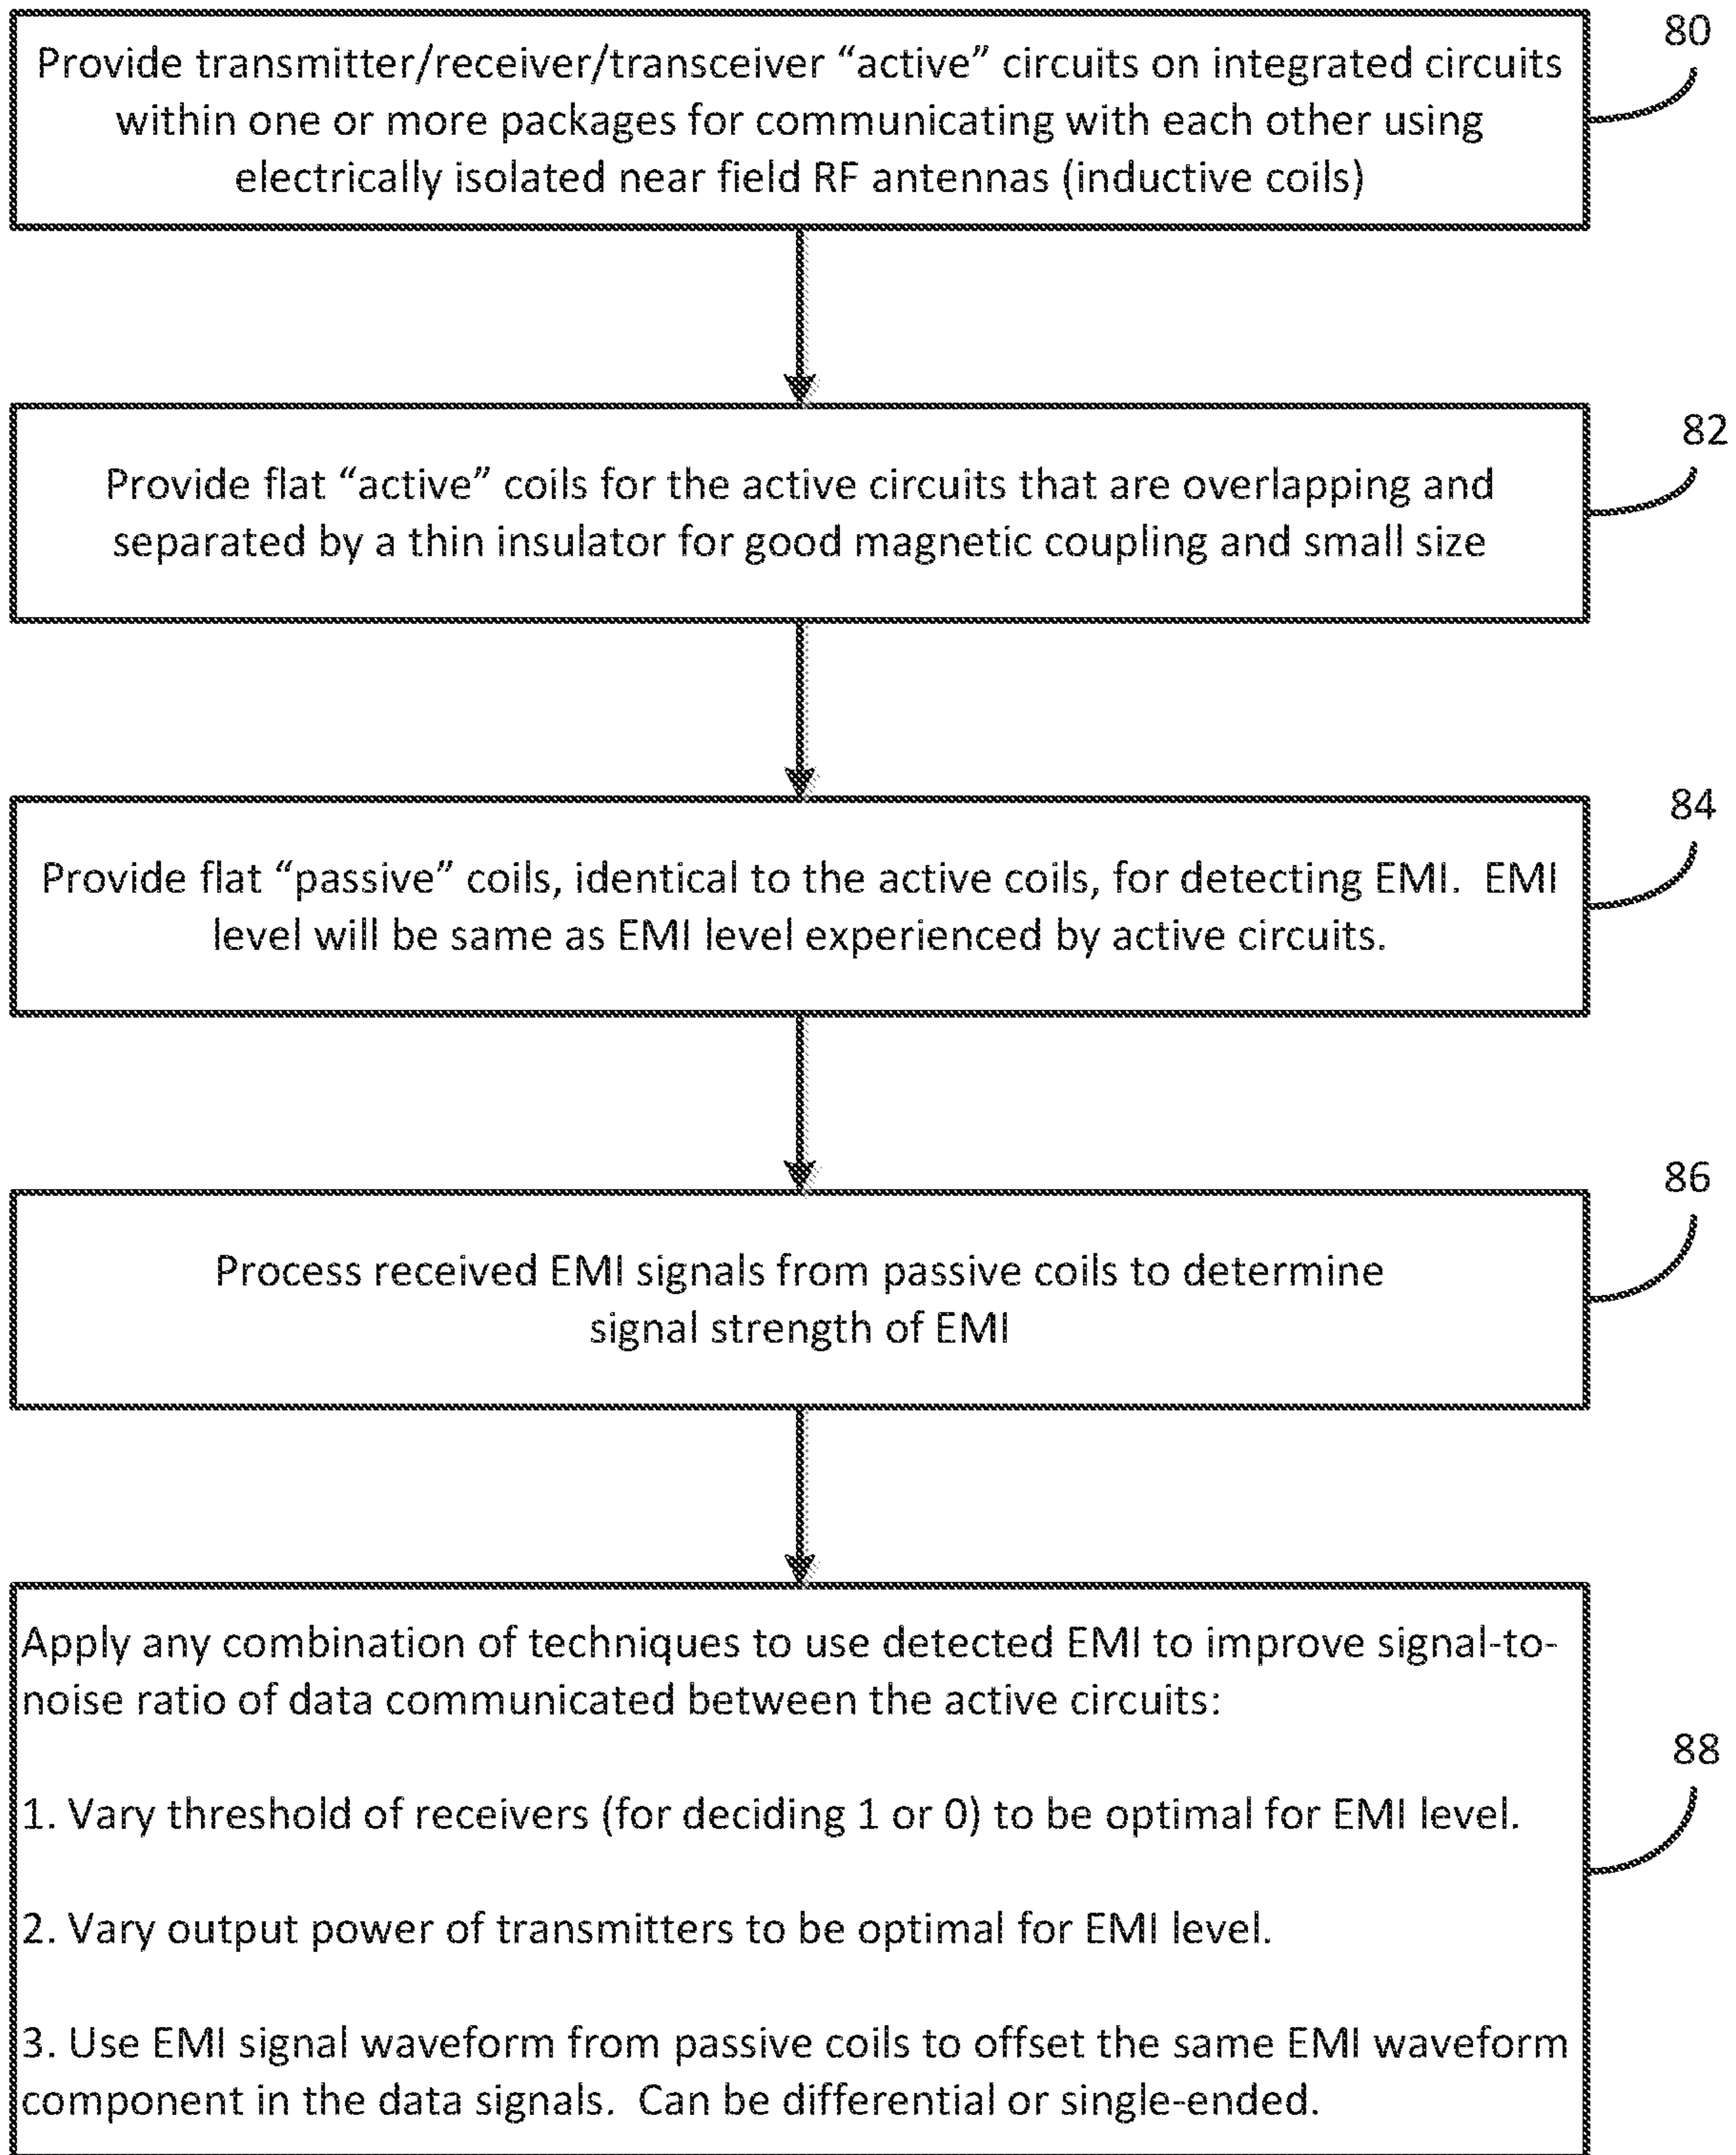 80
Provide transmitter/receiver/transceiver “active” circuits on integrated circuits
within one or more packages for communicating with each other using
electrically isolated near field RF antennas (inductive coils)
82
Provide flat “active” coils for the active circuits that are overlapping and
separated by a thin insulator for good magnetic coupling and small size
84
Provide flat “passive” coils, identical to the active coils, for detecting EMI.  EMI
level will be same as EMI level experienced by active circuits.
86
Process received EMI signals from passive coils to determine
signal strength of EMI
Apply any combination of techniques to use detected EMI to improve signal-to-
noise ratio of data communicated between the active circuits:
88
1. Vary threshold of receivers (for deciding 1 or 0) to be optimal for EMI level.
2. Vary output power of transmitters to be optimal for EMI level.
3. Use EMI signal waveform from passive coils to offset the same EMI waveform
component in the data signals.  Can be differential or single-ended.